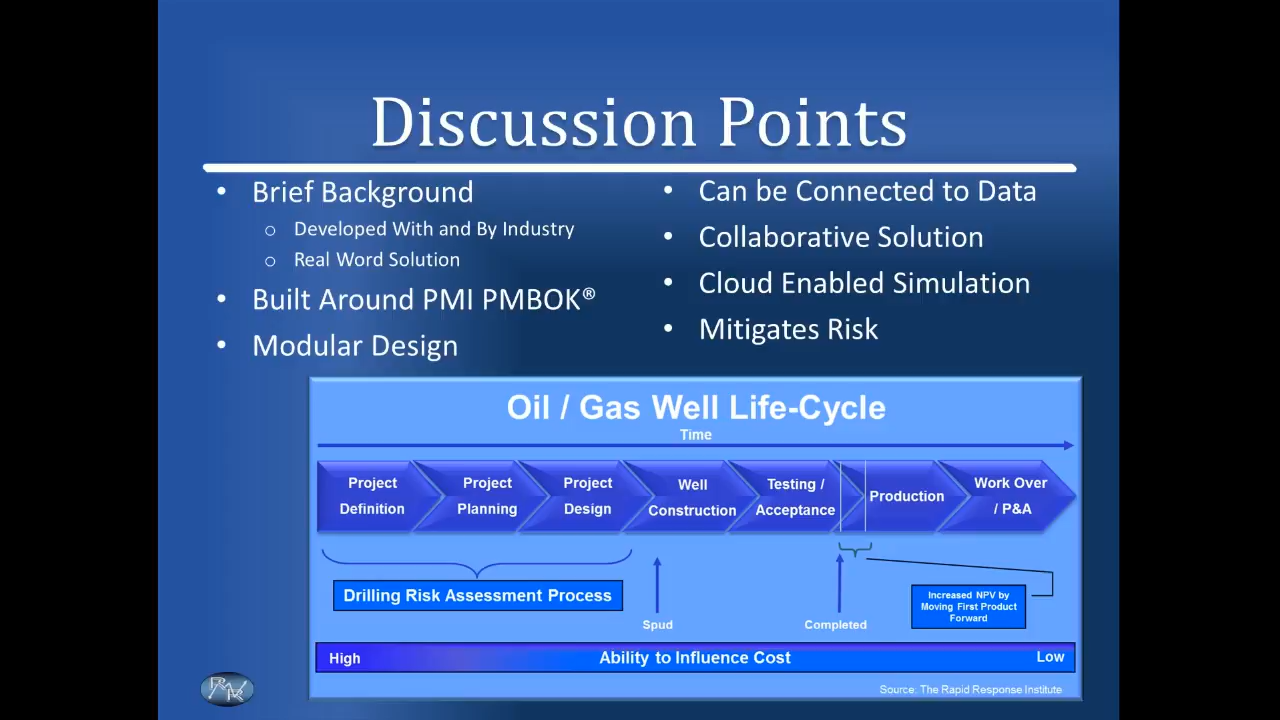 Discussion Points
• Brief Background
o Developed With and By Industry
o Real Word Solution
• Built Around PMI PMBOK®
• Modular Design
• Can be Connected to Data
• Collaborative Solution
• Cloud Enabled Simulation
• Mitigates Risk
Oil / Gas Well Life-Cycle
Time
Project
Definition
Project
Planning
Project
Design
Well
Construction
Testing /
Acceptance
Production
Work Over
/ P&A
Drilling Risk Assessment Process
Spud
Completed
Increased NPV by
Moving First Product
Forward
High
Ability to Influence Cost
Low
Source: The Rapid Response Institute